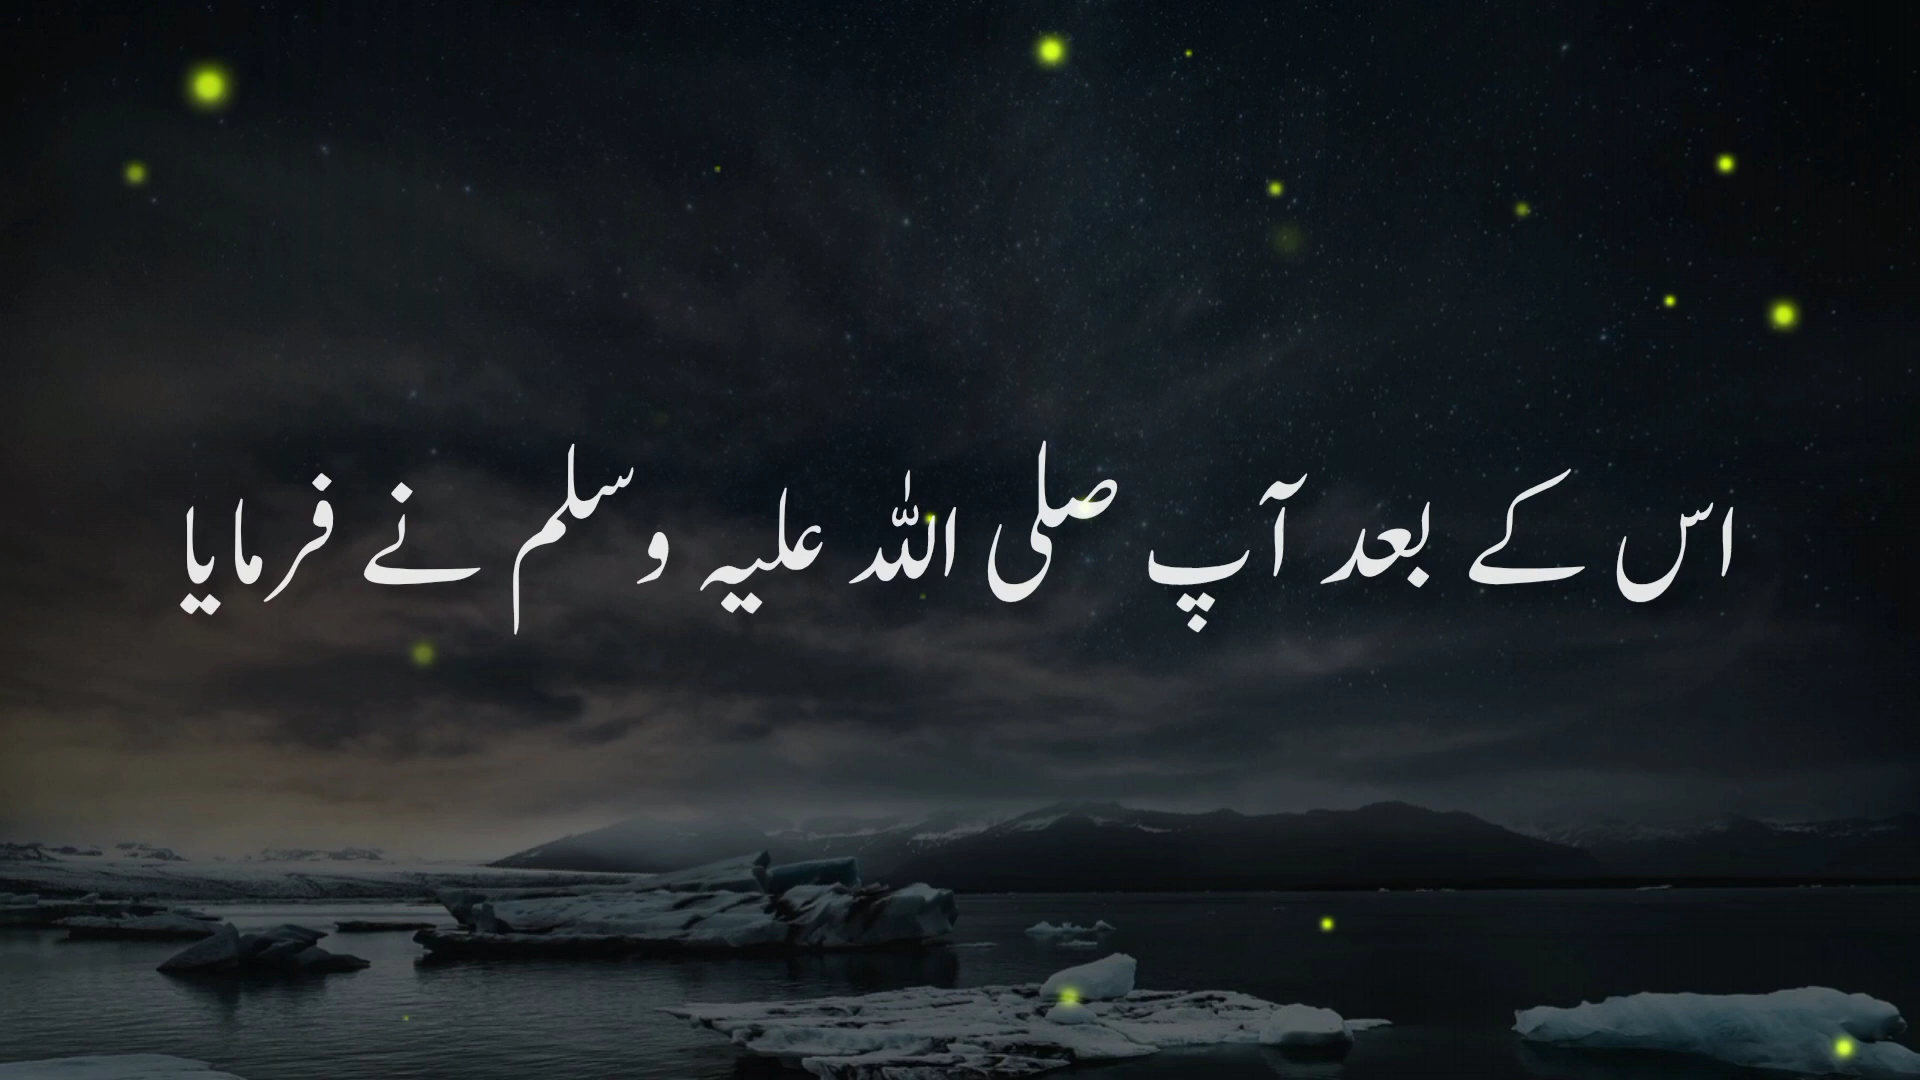 اس کے بعد آپ صلی اللہ علیہ وسلم نے فرمایا